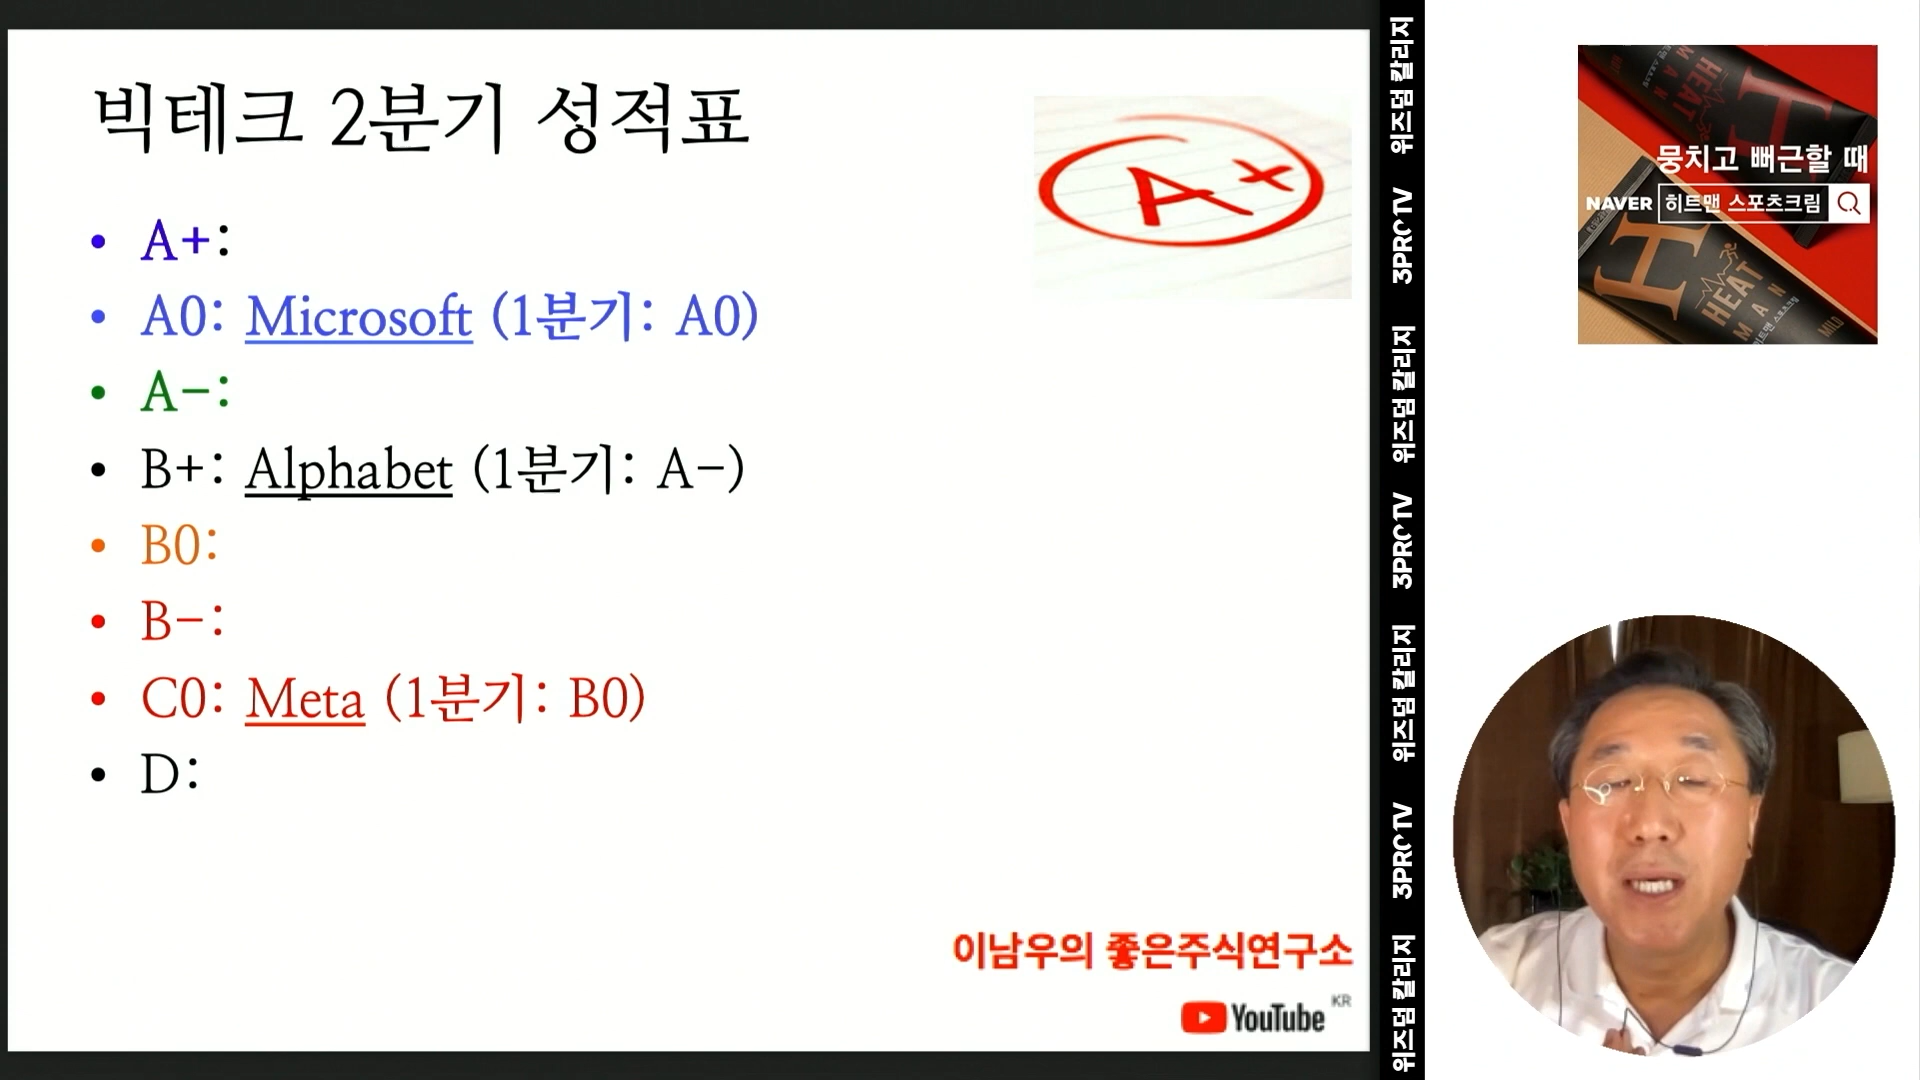 빅테크 2분기 성적표
A+
• A+:
• A0: Microsoft (1분기: A0)
• A-:
• B+: Alphabet (1분기: A-)
• B0:
• B-:
• C0: Meta (1분기: B0)
• D:
이남우의 좋은주식연구소
YouTube KR
위즈덤 칼리지
3PROTV
위즈덤 칼리지
3PROTV
위즈덤 칼리지
3PROTV
위즈덤 칼리지
뭉치고 뻐근할 때
NAVER 히트맨 스포츠크림
H
HEAT
MAN
H
HEAT
MAN
MILD